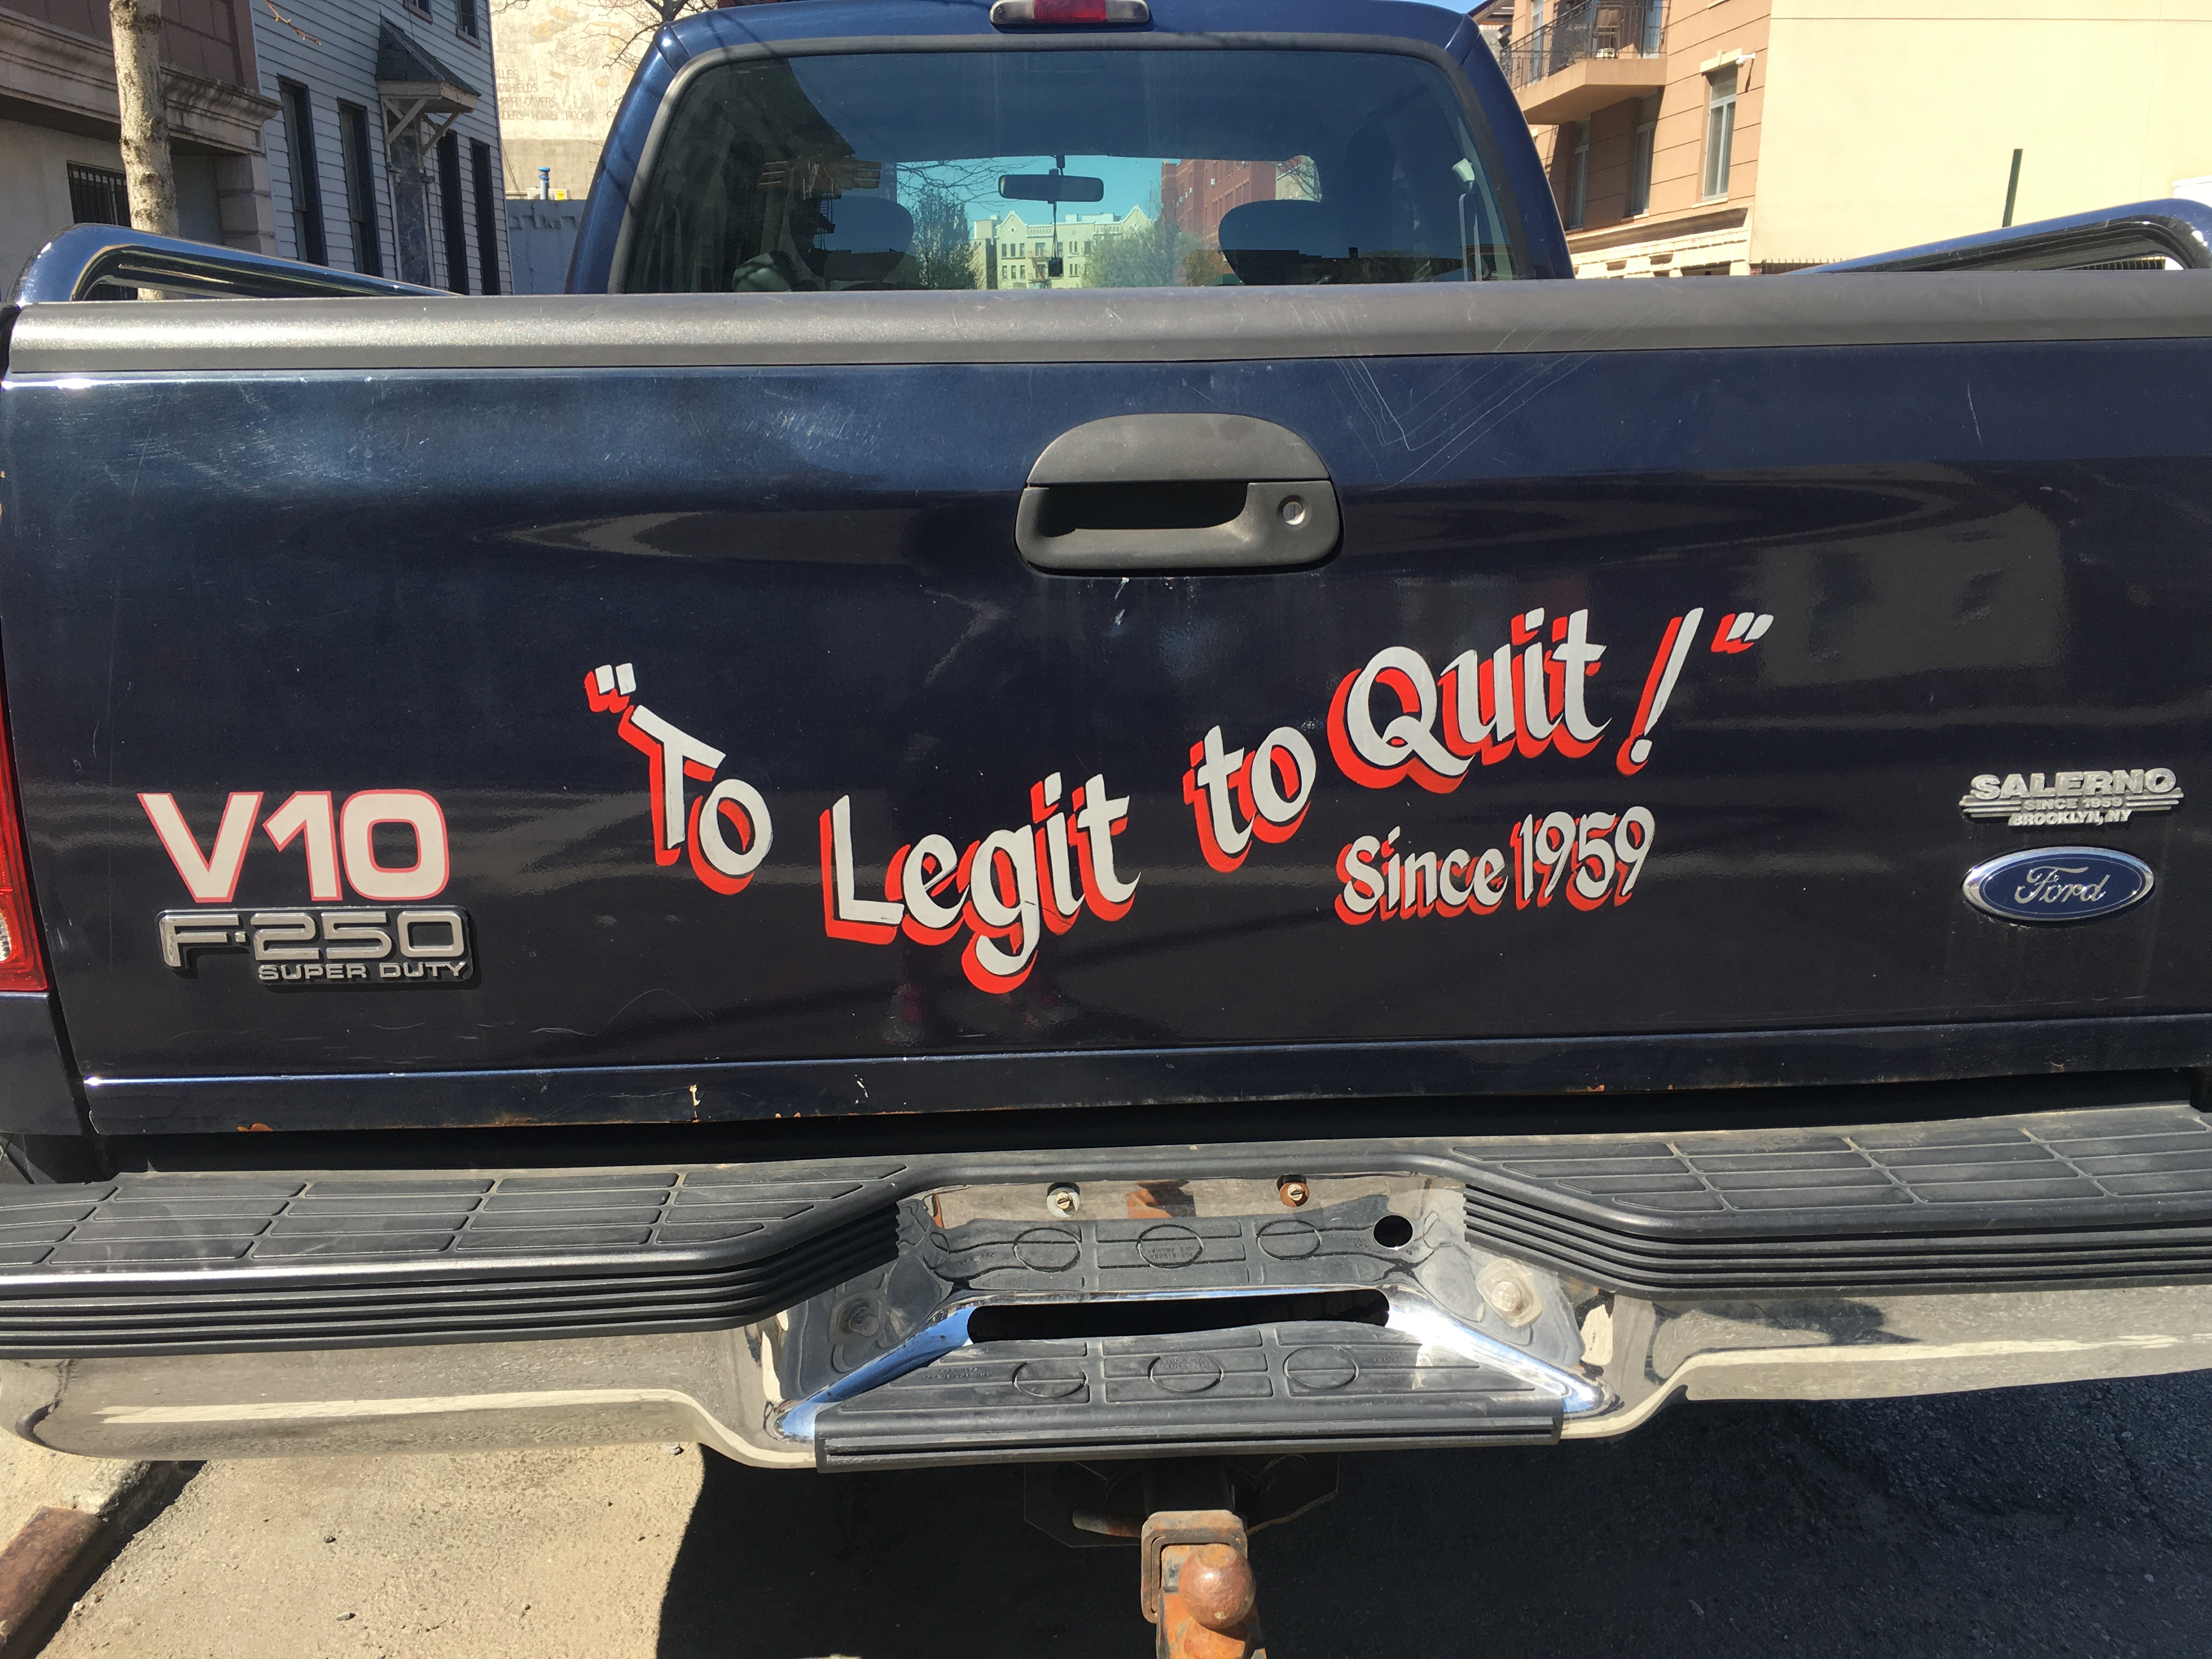 "To Legit to Quit!"
Since 1959
V10
F-250
SUPER DUTY
SALERNO
SINCE 1959
BROOKLYN, NY
Ford